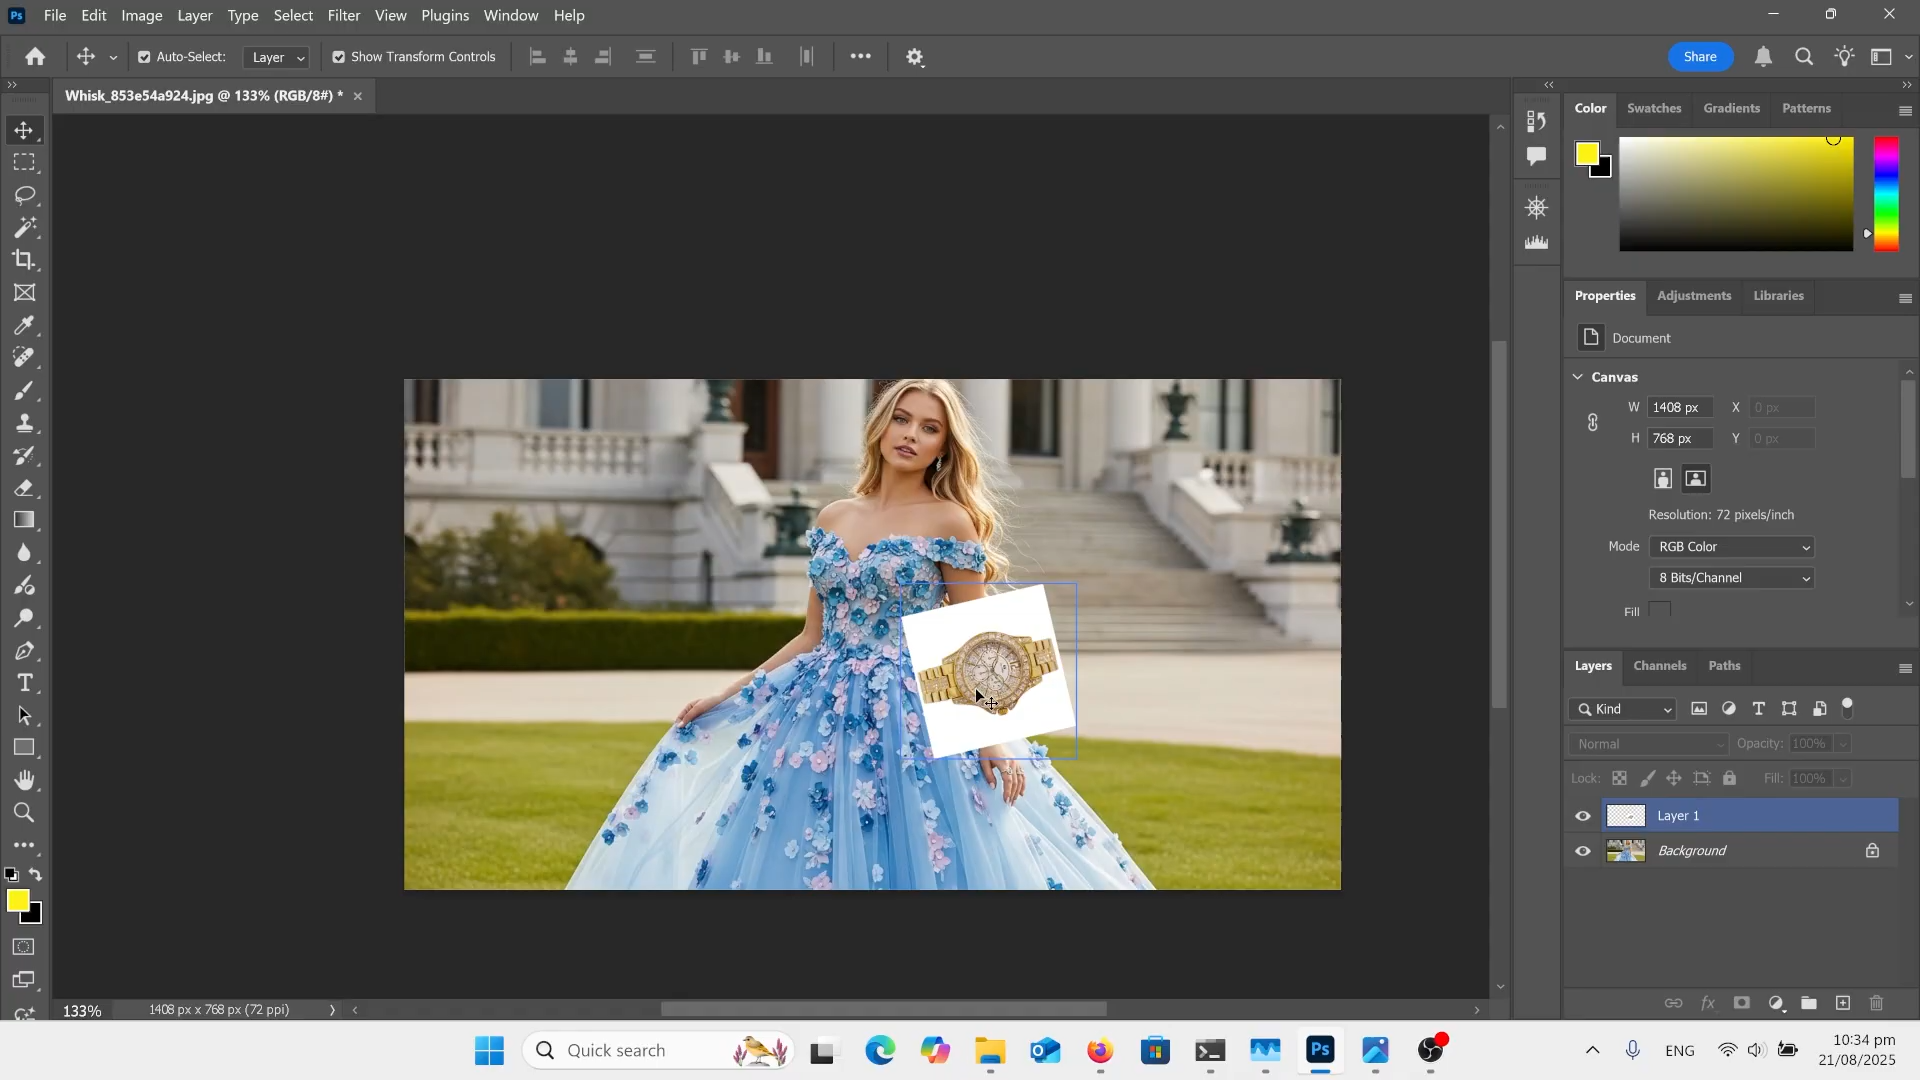 Ps File Edit Image Layer Type Select Filter View Plugins Window Help
Auto-Select: Layer Show Transform Controls Share
Whisk_853e54a924.jpg @ 133% (RGB/8#) *
Color Swatches Gradients Patterns
Properties Adjustments Libraries
Document
Canvas
W 1408 px X 0 px
H 768 px Y 0 px
Resolution: 72 pixels/inch
Mode RGB Color
8 Bits/Channel
Fill
Layers Channels Paths
Kind
Normal Opacity: 100%
Lock: Fill: 100%
Layer 1
Background
133% 1408 px x 768 px (72 ppi)
Quick search
Ps
ENG
10:34 pm
21/08/2025